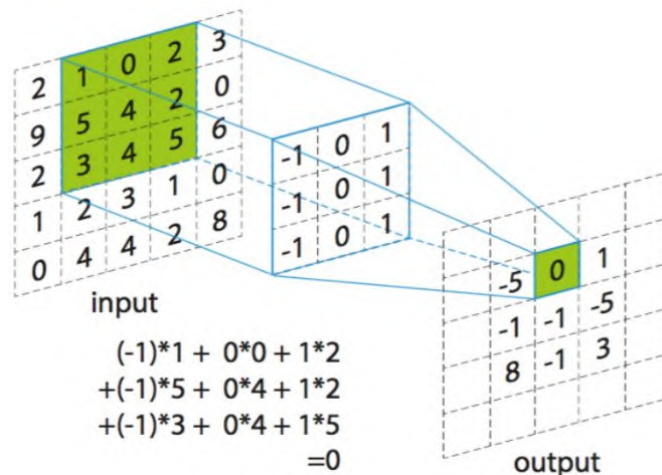 2 1 0 2 3
9 5 4 2 0
2 3 4 5 6
1 2 3 1 0
0 4 4 2 8
input
-1 0 1
-1 0 1
-1 0 1
(-1)*1 + 0*0 + 1*2
+(-1)*5 + 0*4 + 1*2
+(-1)*3 + 0*4 + 1*5
=0
-5 0 1
-1 -1 -5
8 -1 3
output